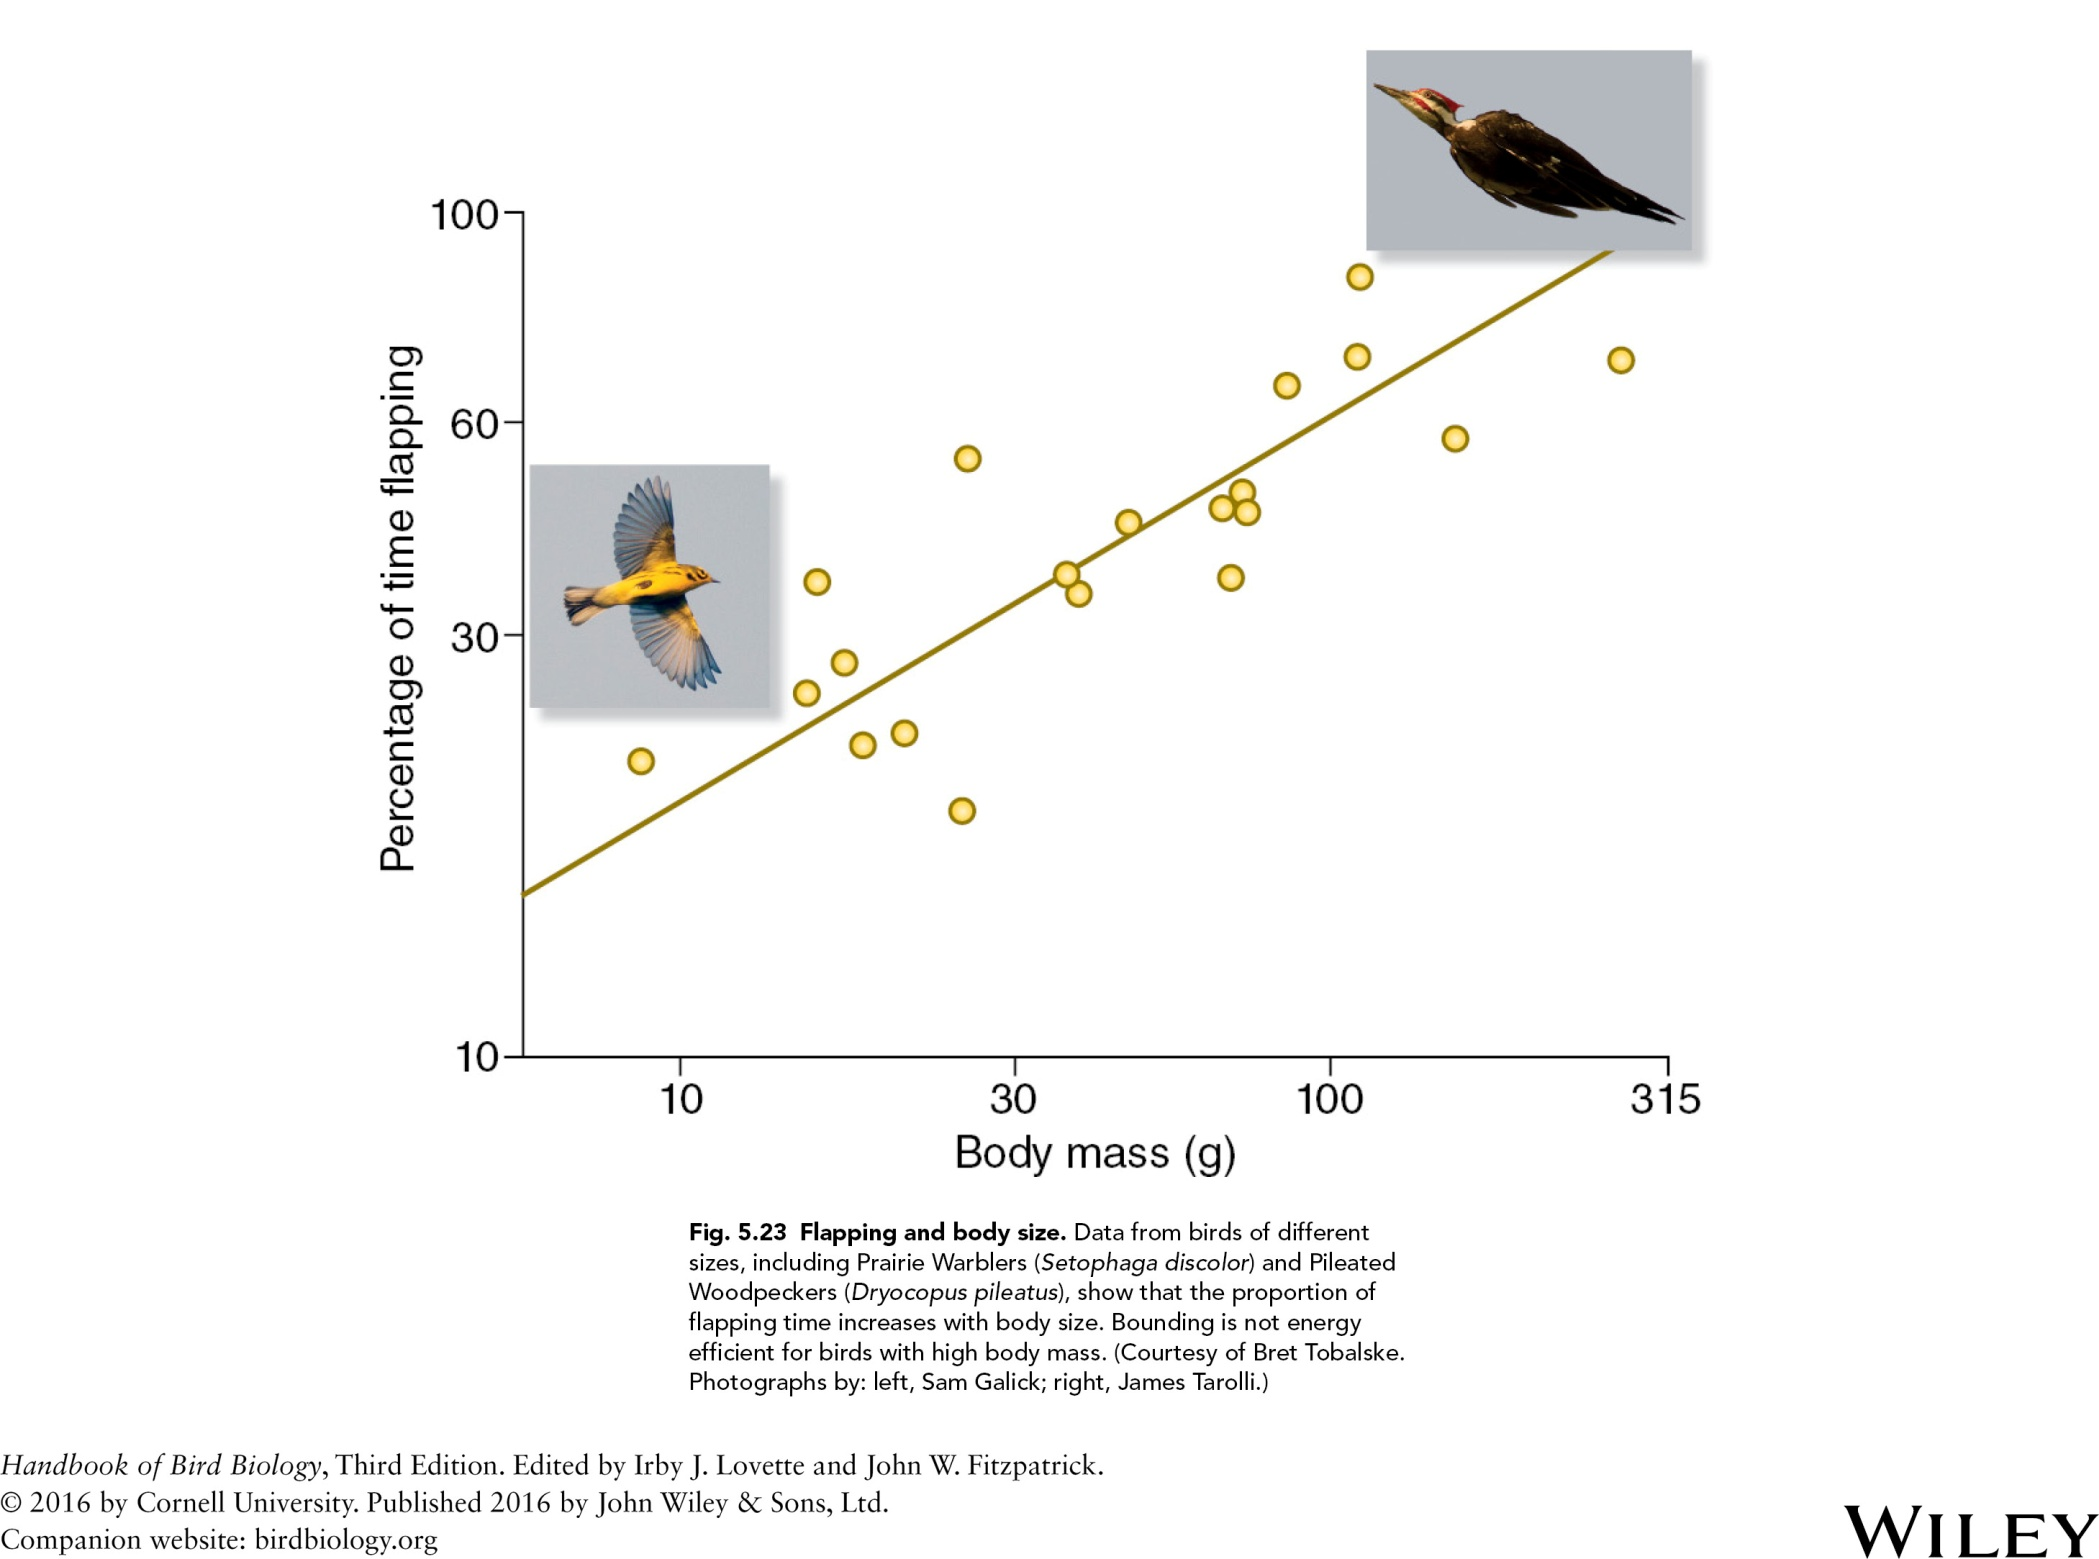 100
60
30
10
Percentage of time flapping
10 30 100 315
Body mass (g)
Fig. 5.23 Flapping and body size. Data from birds of different
sizes, including Prairie Warblers (Setophaga discolor) and Pileated
Woodpeckers (Dryocopus pileatus), show that the proportion of
flapping time increases with body size. Bounding is not energy
efficient for birds with high body mass. (Courtesy of Bret Tobalske.
Photographs by: left, Sam Galick; right, James Tarolli.)
Handbook of Bird Biology, Third Edition. Edited by Irby J. Lovette and John W. Fitzpatrick.
© 2016 by Cornell University. Published 2016 by John Wiley & Sons, Ltd.
Companion website: birdbiology.org
WILEY